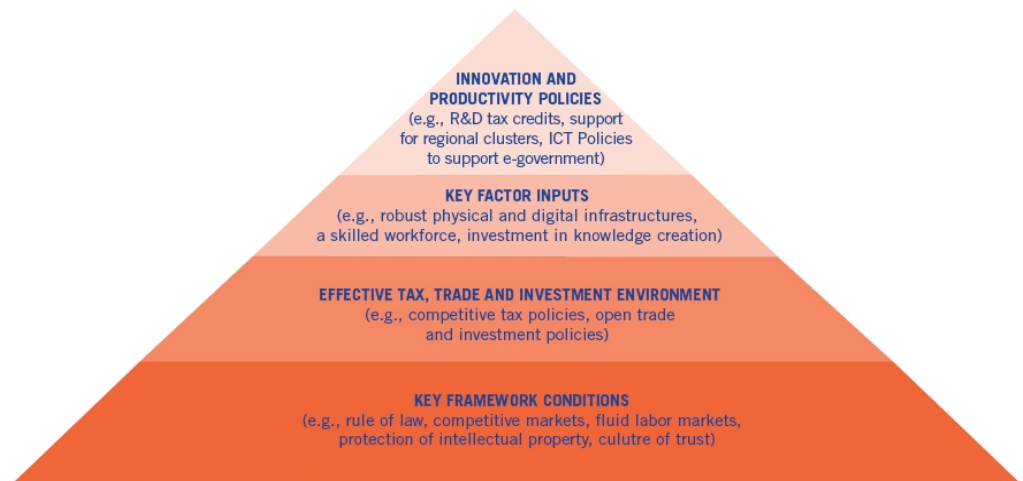 INNOVATION AND
PRODUCTIVITY POLICIES
(e.g., R&D tax credits, support
for regional clusters, ICT Policies
to support e-government)
KEY FACTOR INPUTS
(e.g., robust physical and digital infrastructures,
a skilled workforce, investment in knowledge creation)
EFFECTIVE TAX, TRADE AND INVESTMENT ENVIRONMENT
(e.g., competitive tax policies, open trade
and investment policies)
KEY FRAMEWORK CONDITIONS
(e.g., rule of law, competitive markets, fluid labor markets,
protection of intellectual property, culutre of trust)